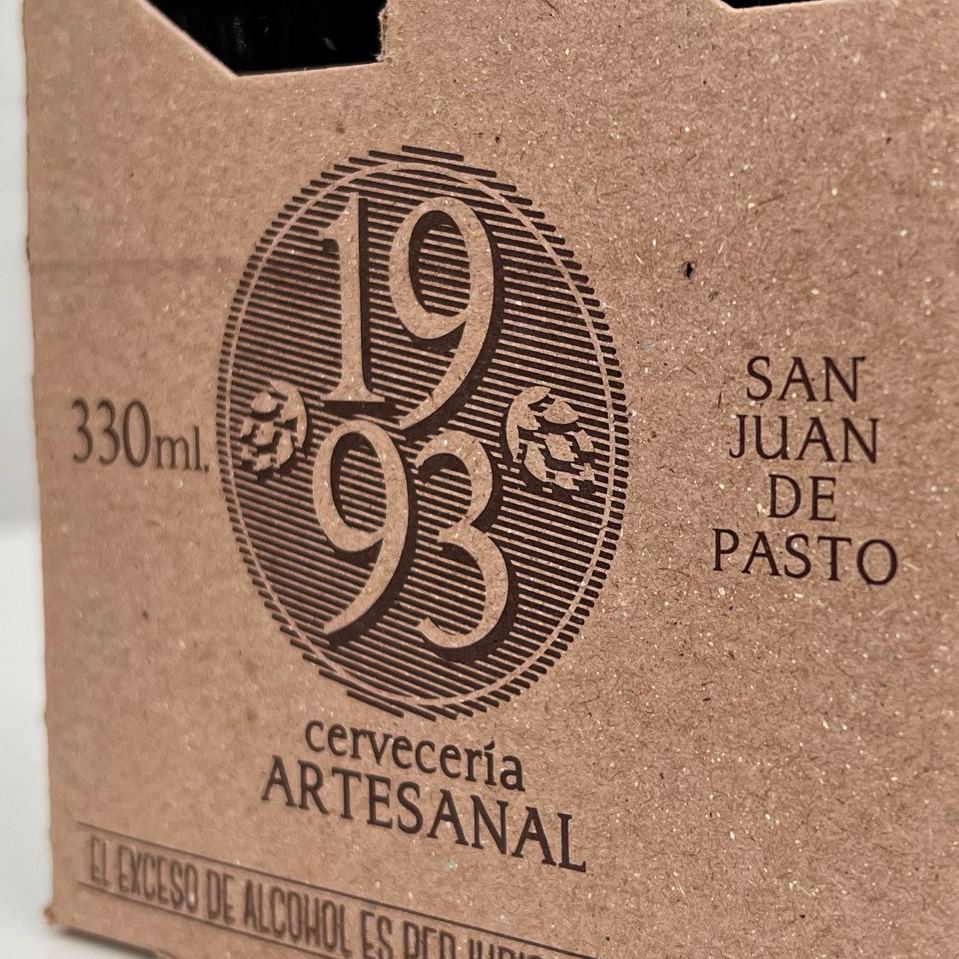 330ml.
19
93
SAN
JUAN
DE
PASTO
cervecería
ARTESANAL
EL EXCESO DE ALCOHOL ES